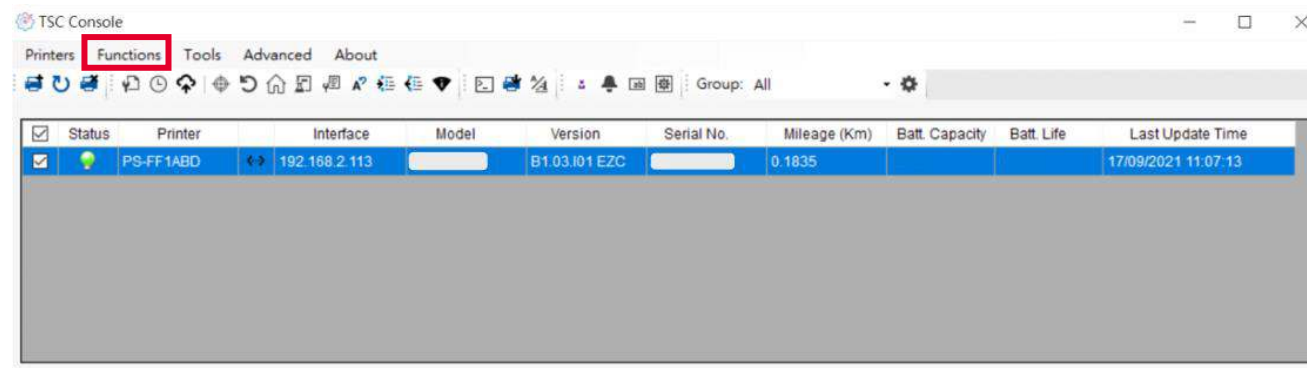 TSC Console
Printers Functions Tools Advanced About
Group: All
Status Printer Interface Model Version Serial No. Mileage (Km) Batt. Capacity Batt. Life Last Update Time
PS-FF1ABD 192.168.2.113 B1.03.I01 EZC 0.1835 17/09/2021 11:07:13